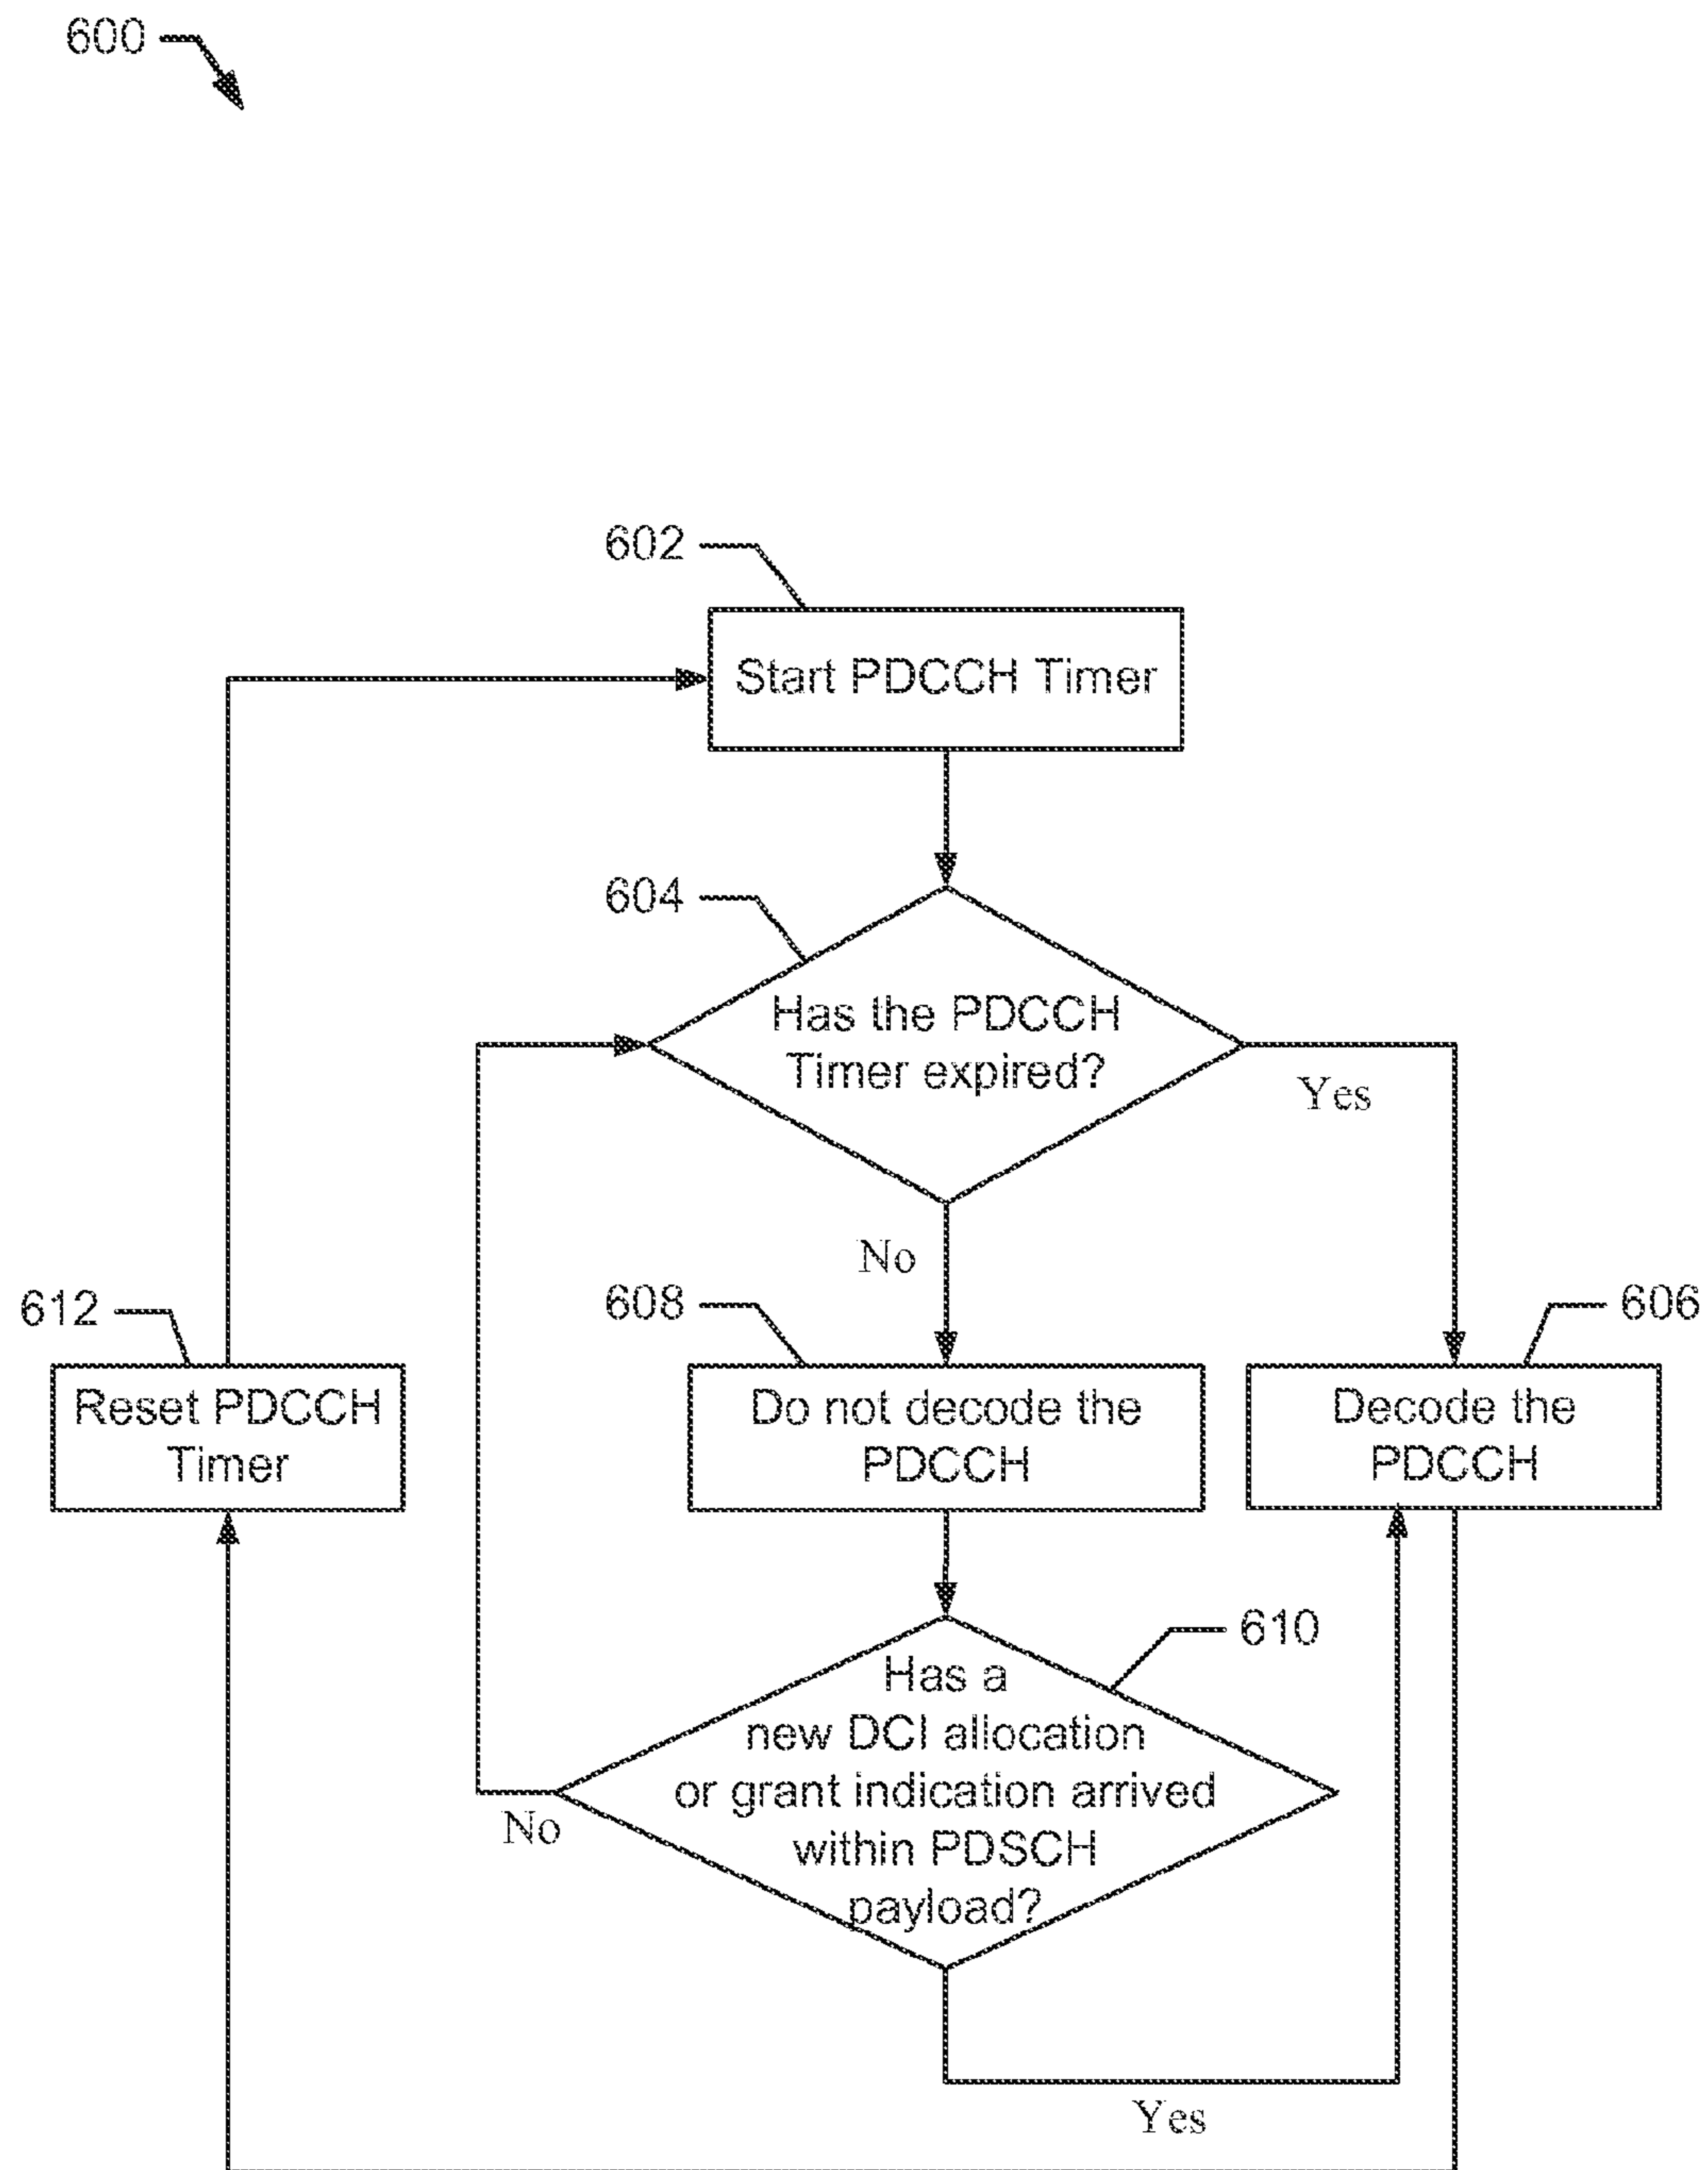 600
602
Start PDCCH Timer
604
Has the PDCCH
Timer expired?
Yes
No
612
608
606
Reset PDCCH
Timer
Do not decode the
PDCCH
Decode the
PDCCH
610
Has a
new DCI allocation
or grant indication arrived
within PDSCH
payload?
No
Yes